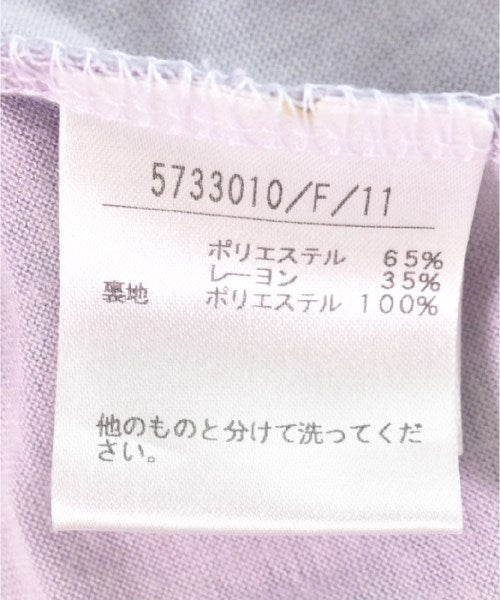 5733010/F/11
ポリエステル 65%
レーヨン 35%
裏地 ポリエステル 100%
他のものと分けて洗ってくだ
さい。